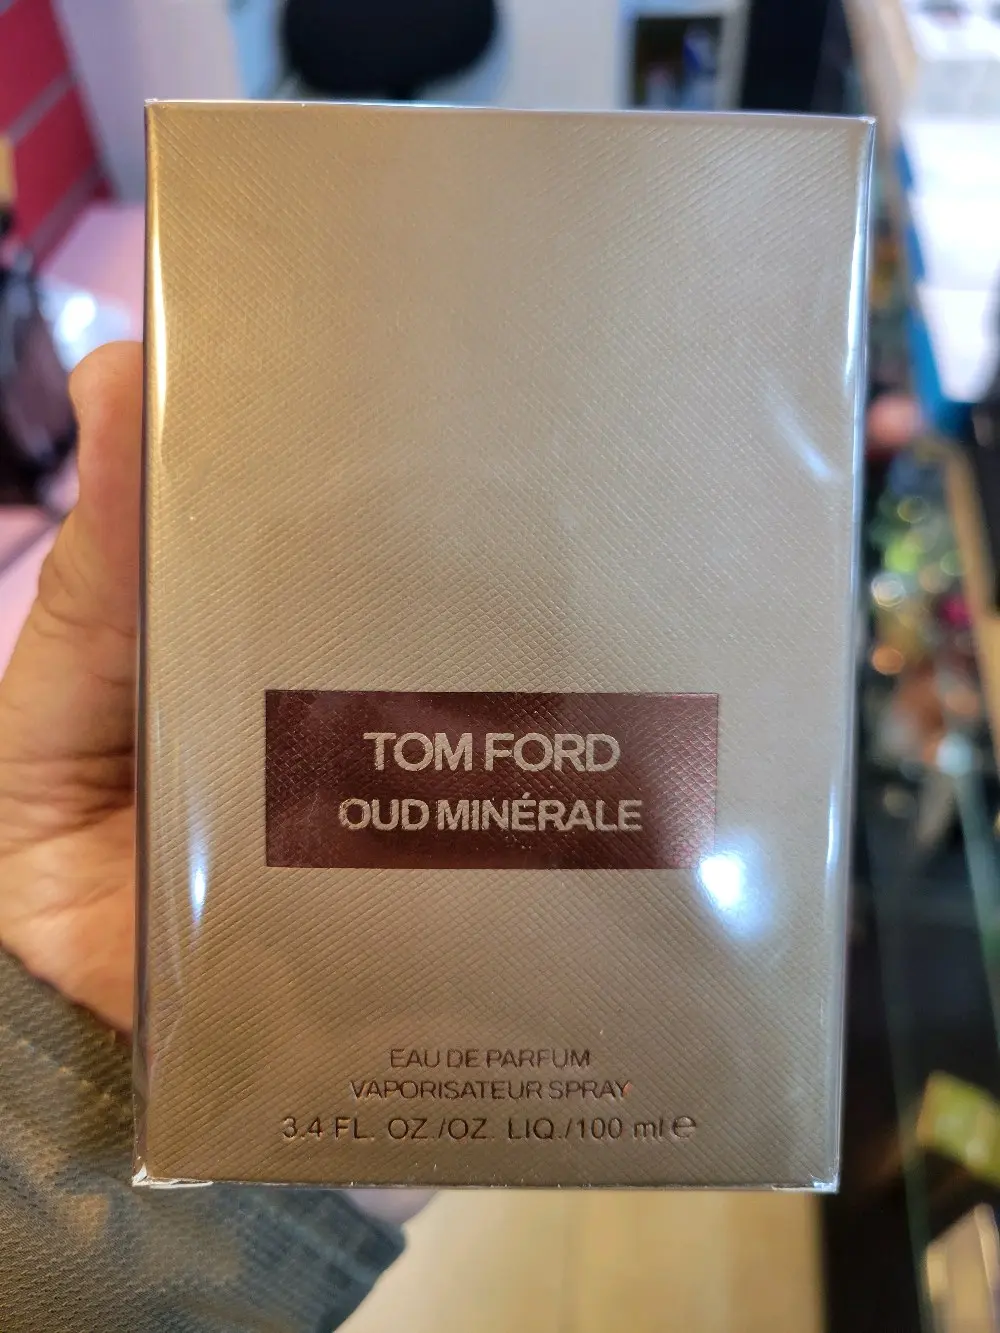 TOM FORD
OUD MINÉRALE
EAU DE PARFUM
VAPORISATEUR SPRAY
3.4 FL. OZ./OZ. LIQ./100 ml ℮